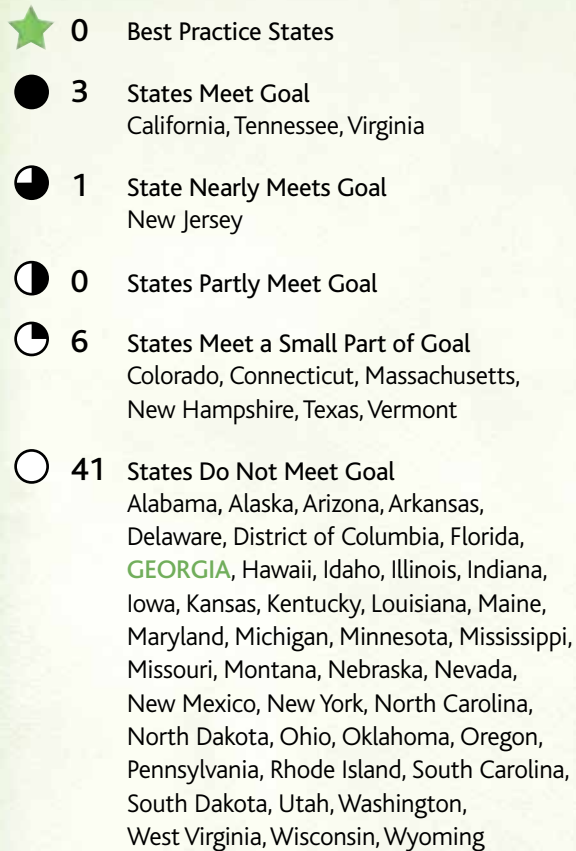 0 Best Practice States
3 States Meet Goal
California, Tennessee, Virginia
1 State Nearly Meets Goal
New Jersey
0 States Partly Meet Goal
6 States Meet a Small Part of Goal
Colorado, Connecticut, Massachusetts,
New Hampshire, Texas, Vermont
41 States Do Not Meet Goal
Alabama, Alaska, Arizona, Arkansas,
Delaware, District of Columbia, Florida,
GEORGIA, Hawaii, Idaho, Illinois, Indiana,
Iowa, Kansas, Kentucky, Louisiana, Maine,
Maryland, Michigan, Minnesota, Mississippi,
Missouri, Montana, Nebraska, Nevada,
New Mexico, New York, North Carolina,
North Dakota, Ohio, Oklahoma, Oregon,
Pennsylvania, Rhode Island, South Carolina,
South Dakota, Utah, Washington,
West Virginia, Wisconsin, Wyoming